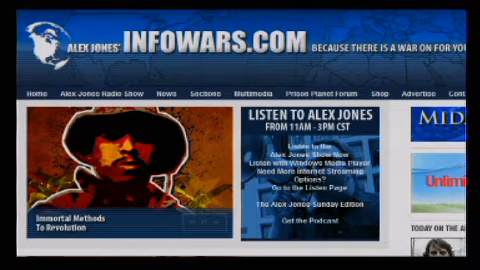 ALEX JONES' INFOWARS.COM BECAUSE THERE IS A WAR ON FOR YOU
Home Alex Jones Radio Show News Sections Multimedia Prison Planet Forum Shop Advertise Cont
LISTEN TO ALEX JONES
FROM 11AM - 3PM CST
Listen to the
Alex Jones Show Now
Listen with Windows Media Player
Need More Internet Streaming
Options?
Go to the Listen Page
The Alex Jones Sunday Edition
Get the Podcast
Immortal Methods
To Revolution
MID
Unlimi
TODAY ON THE A